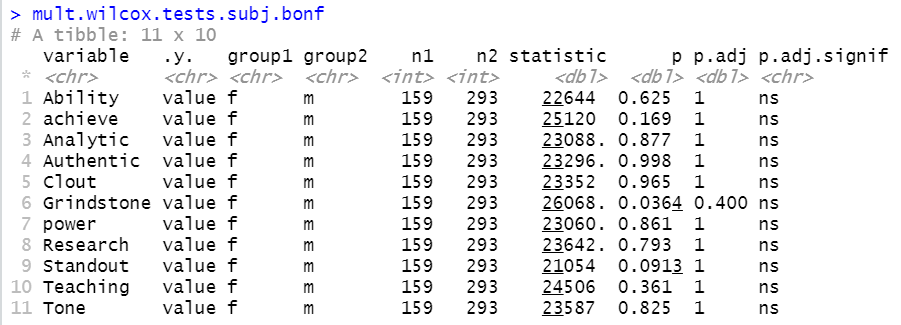 > mult.wilcox.tests.subj.bonf
# A tibble: 11 x 10
variable .y. group1 group2 n1 n2 statistic p p.adj p.adj.signif
* <chr> <chr> <chr> <chr> <int> <int> <dbl> <dbl> <dbl> <chr>
1 Ability value f m 159 293 22644 0.625 1 ns
2 achieve value f m 159 293 25120 0.169 1 ns
3 Analytic value f m 159 293 23088. 0.877 1 ns
4 Authentic value f m 159 293 23296. 0.998 1 ns
5 Clout value f m 159 293 23352 0.965 1 ns
6 Grindstone value f m 159 293 26068. 0.0364 0.400 ns
7 power value f m 159 293 23060. 0.861 1 ns
8 Research value f m 159 293 23642. 0.793 1 ns
9 Standout value f m 159 293 21054 0.0913 1 ns
10 Teaching value f m 159 293 24506 0.361 1 ns
11 Tone value f m 159 293 23587 0.825 1 ns